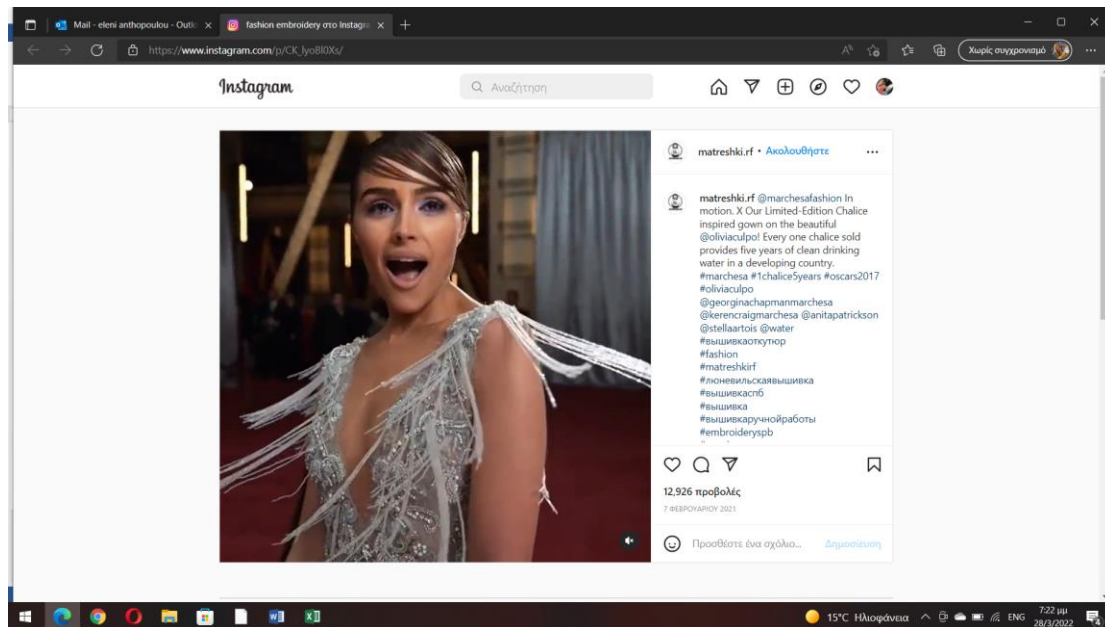 Mail - eleni anthopoulou - Outlo
fashion embroidery στο Instagra
https://www.instagram.com/p/CK_lyoBl0Xs/
Χωρίς συγχρονισμό
Instagram
Αναζήτηση
matreshki.rf • Ακολουθήστε
matreshki.rf @marchesafashion In
motion. X Our Limited-Edition Chalice
inspired gown on the beautiful
@oliviaculpo! Every one chalice sold
provides five years of clean drinking
water in a developing country.
#marchesa #1chalice5years #oscars2017
#oliviaculpo
@georginachapmanmarchesa
@kerencraigmarchesa @anitapatrickson
@stellaartois @water
#вышивкаоткутюр
#fashion
#matreshkirf
#люневильскаявышивка
#вышивкаспб
#вышивка
#вышивкаручнойработы
#embroideryspb
12,926 προβολές
7 ΦΕΒΡΟΥΑΡΙΟΥ 2021
Προσθέστε ένα σχόλιο... Δημοσίευση
15°C Ηλιοφάνεια ENG 7:22 μμ
28/3/2022